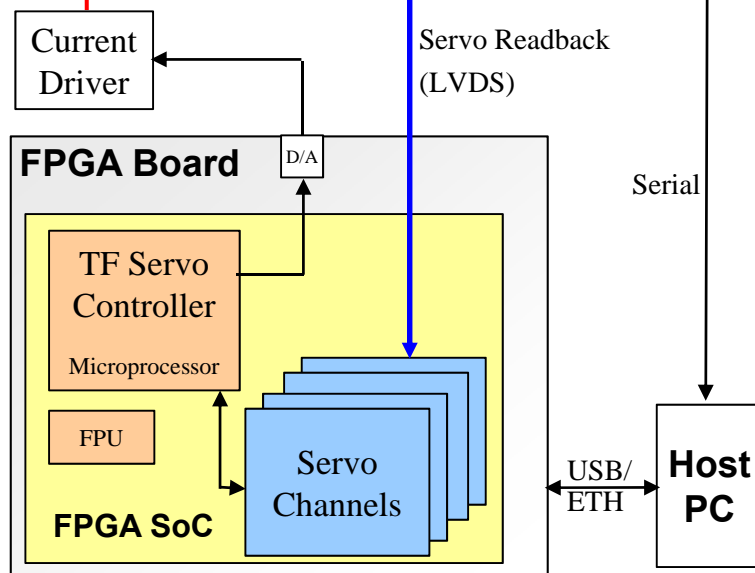 Current
Driver
Servo Readback
(LVDS)
D/A
FPGA Board
Serial
TF Servo
Controller
Microprocessor
FPU
Servo
Channels
FPGA SoC
USB/
ETH
Host
PC